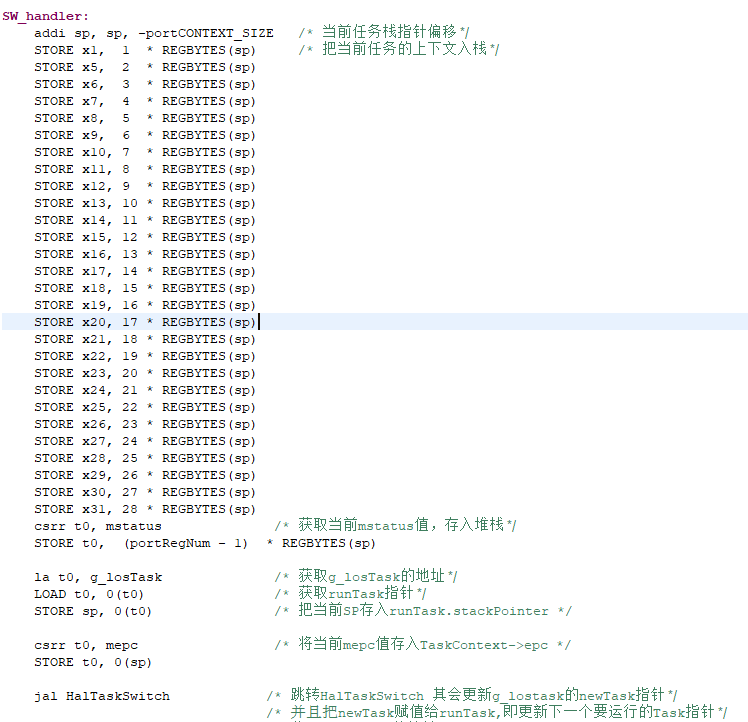 SW_handler:
addi sp, sp, -portCONTEXT_SIZE /* 当前任务栈指针偏移*/
STORE x1, 1 * REGBYTES(sp) /* 把当前任务的上下文入栈*/
STORE x5, 2 * REGBYTES(sp)
STORE x6, 3 * REGBYTES(sp)
STORE x7, 4 * REGBYTES(sp)
STORE x8, 5 * REGBYTES(sp)
STORE x9, 6 * REGBYTES(sp)
STORE x10, 7 * REGBYTES(sp)
STORE x11, 8 * REGBYTES(sp)
STORE x12, 9 * REGBYTES(sp)
STORE x13, 10 * REGBYTES(sp)
STORE x14, 11 * REGBYTES(sp)
STORE x15, 12 * REGBYTES(sp)
STORE x16, 13 * REGBYTES(sp)
STORE x17, 14 * REGBYTES(sp)
STORE x18, 15 * REGBYTES(sp)
STORE x19, 16 * REGBYTES(sp)
STORE x20, 17 * REGBYTES(sp)
STORE x21, 18 * REGBYTES(sp)
STORE x22, 19 * REGBYTES(sp)
STORE x23, 20 * REGBYTES(sp)
STORE x24, 21 * REGBYTES(sp)
STORE x25, 22 * REGBYTES(sp)
STORE x26, 23 * REGBYTES(sp)
STORE x27, 24 * REGBYTES(sp)
STORE x28, 25 * REGBYTES(sp)
STORE x29, 26 * REGBYTES(sp)
STORE x30, 27 * REGBYTES(sp)
STORE x31, 28 * REGBYTES(sp)
csrr t0, mstatus /* 获取当前mstatus值，存入堆栈*/
STORE t0, (portRegNum - 1) * REGBYTES(sp)
la t0, g_losTask /* 获取g_losTask的地址*/
LOAD t0, 0(t0) /* 获取runTask指针*/
STORE sp, 0(t0) /* 把当前SP存入runTask.stackPointer */
csrr t0, mepc /* 将当前mepc值存入TaskContext->epc */
STORE t0, 0(sp)
jal HalTaskSwitch /* 跳转HalTaskSwitch 其会更新g_lostask的newTask指针*/
/* 并且把newTask赋值给runTask,即更新下一个要运行的Task指针*/